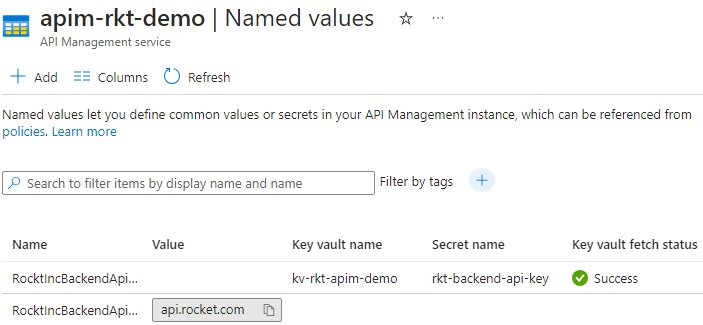 apim-rkt-demo | Named values
API Management service
Add Columns Refresh
Named values let you define common values or secrets in your API Management instance, which can be referenced from
policies. Learn more
Search to filter items by display name and name Filter by tags
Name Value Key vault name Secret name Key vault fetch status
RocktIncBackendApi... kv-rkt-apim-demo rkt-backend-api-key Success
RocktIncBackendApi... api.rocket.com